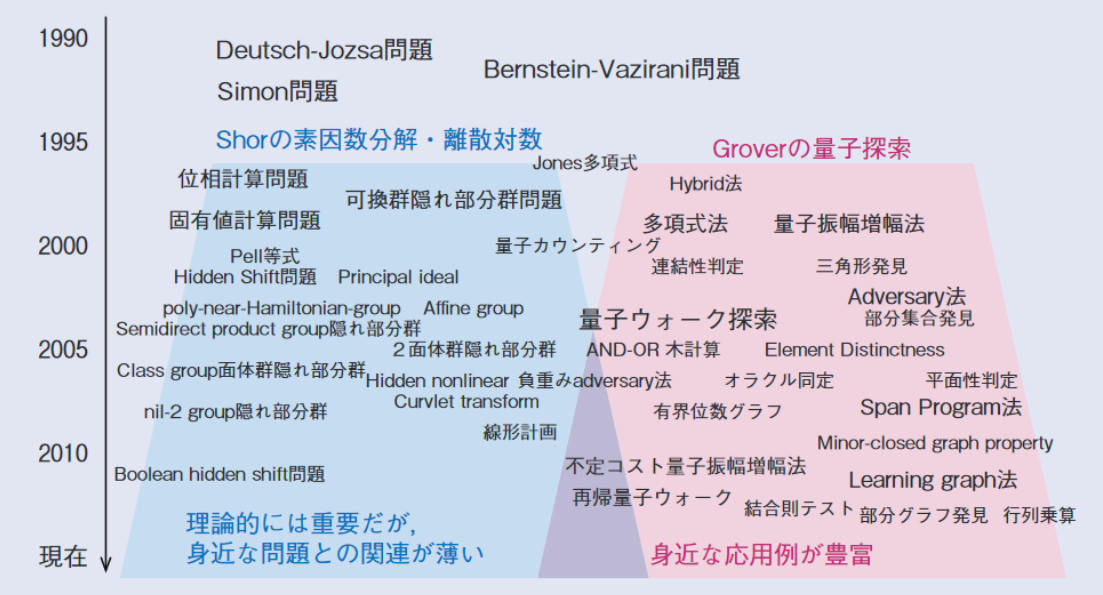 1990
Deutsch-Jozsa問題
Bernstein-Vazirani問題
Simon問題
1995
Shorの素因数分解・離散対数
Groverの量子探索
Jones多項式
位相計算問題
Hybrid法
可換群隠れ部分群問題
固有値計算問題
多項式法
量子振幅増幅法
2000
量子カウンティング
Pell等式
連結性判定
三角形発見
Hidden Shift問題
Principal ideal
Adversary法
poly-near-Hamiltonian-group
Affine group
量子ウォーク探索
部分集合発見
Semidirect product group隠れ部分群
2005
2面体群隠れ部分群
AND-OR 木計算
Element Distinctness
Class group面体群隠れ部分群
Hidden nonlinear
負重みadversary法
オラクル同定
平面性判定
Curvlet transform
nil-2 group隠れ部分群
有界位数グラフ
Span Program法
線形計画
Minor-closed graph property
2010
Boolean hidden shift問題
不定コスト量子振幅増幅法
Learning graph法
再帰量子ウォーク
結合則テスト
部分グラフ発見
行列乗算
理論的には重要だが,
身近な問題との関連が薄い
身近な応用例が豊富
現在